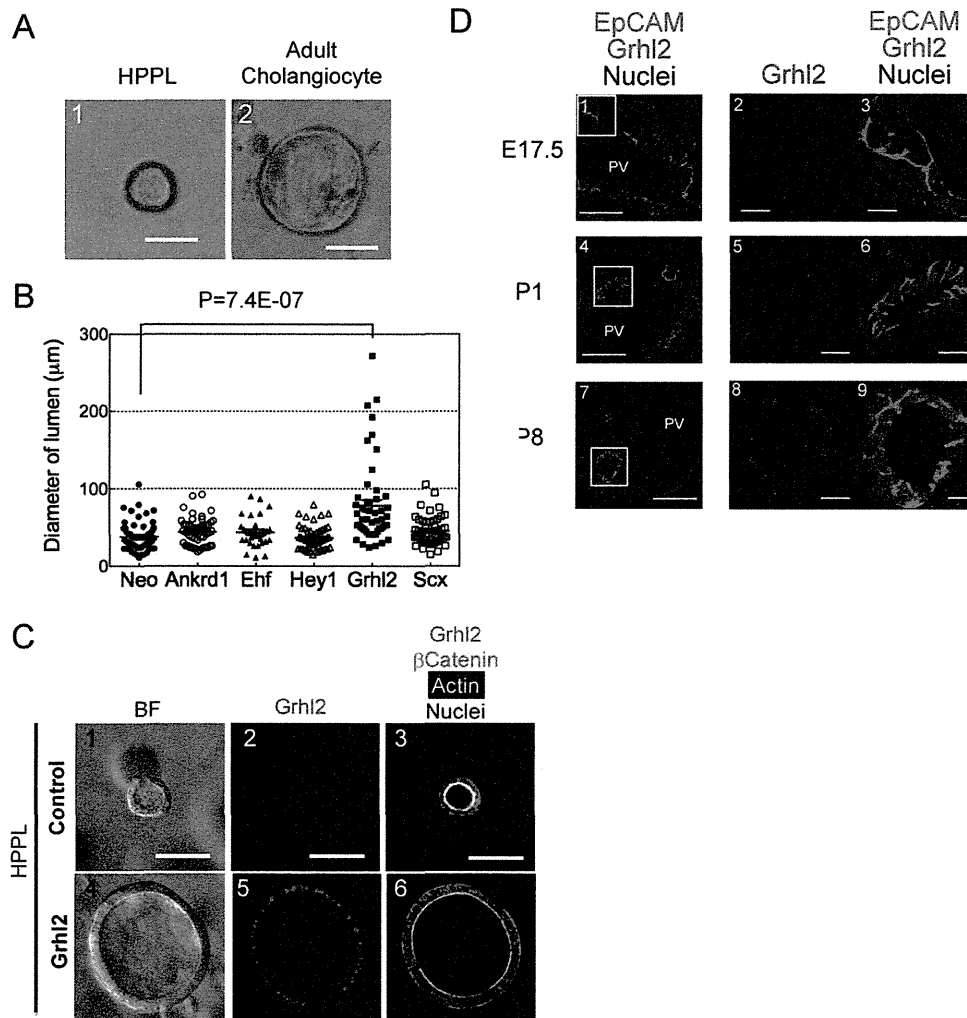 A
HPPL
Adult
Cholangiocyte
1
2
B
P=7.4E-07
Diameter of lumen (μm)
300
200
100
0
Neo Ankrd1 Ehf Hey1 Grhl2 Scx
C
Grhl2
βCatenin
Actin
Nuclei
BF
Grhl2
HPPL
Control
Grhl2
1
2
3
4
5
6
D
EpCAM
Grhl2
Nuclei
Grhl2
EpCAM
Grhl2
Nuclei
E17.5
1
PV
2
3
P1
4
PV
5
6
P8
7
PV
8
9